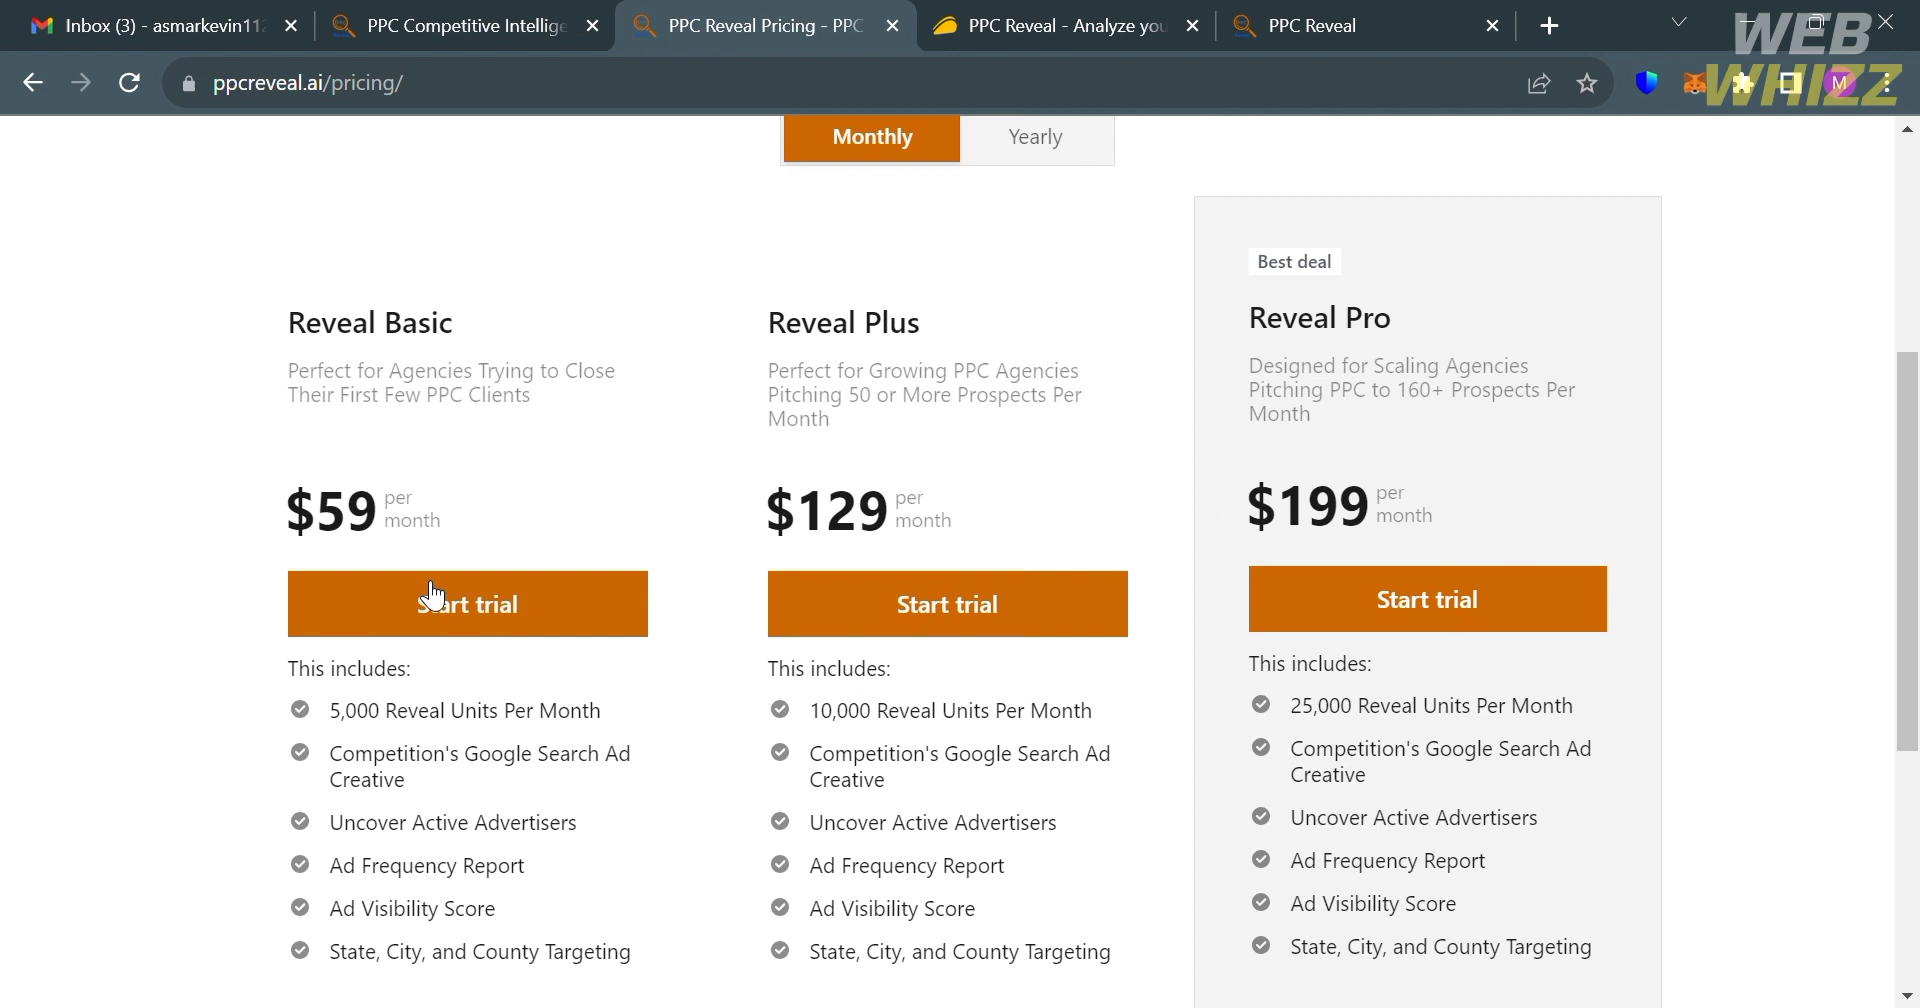 Inbox (3) - asmarkevin112
PPC Competitive Intellige
PPC Reveal Pricing - PPC
PPC Reveal - Analyze you
PPC Reveal
WEB
WHIZZ
ppcreveal.ai/pricing/
M
Monthly
Yearly
Best deal
Reveal Basic
Perfect for Agencies Trying to Close
Their First Few PPC Clients
$59 per month
Start trial
This includes:
5,000 Reveal Units Per Month
Competition's Google Search Ad
Creative
Uncover Active Advertisers
Ad Frequency Report
Ad Visibility Score
State, City, and County Targeting
Reveal Plus
Perfect for Growing PPC Agencies
Pitching 50 or More Prospects Per
Month
$129 per month
Start trial
This includes:
10,000 Reveal Units Per Month
Competition's Google Search Ad
Creative
Uncover Active Advertisers
Ad Frequency Report
Ad Visibility Score
State, City, and County Targeting
Reveal Pro
Designed for Scaling Agencies
Pitching PPC to 160+ Prospects Per
Month
$199 per month
Start trial
This includes:
25,000 Reveal Units Per Month
Competition's Google Search Ad
Creative
Uncover Active Advertisers
Ad Frequency Report
Ad Visibility Score
State, City, and County Targeting